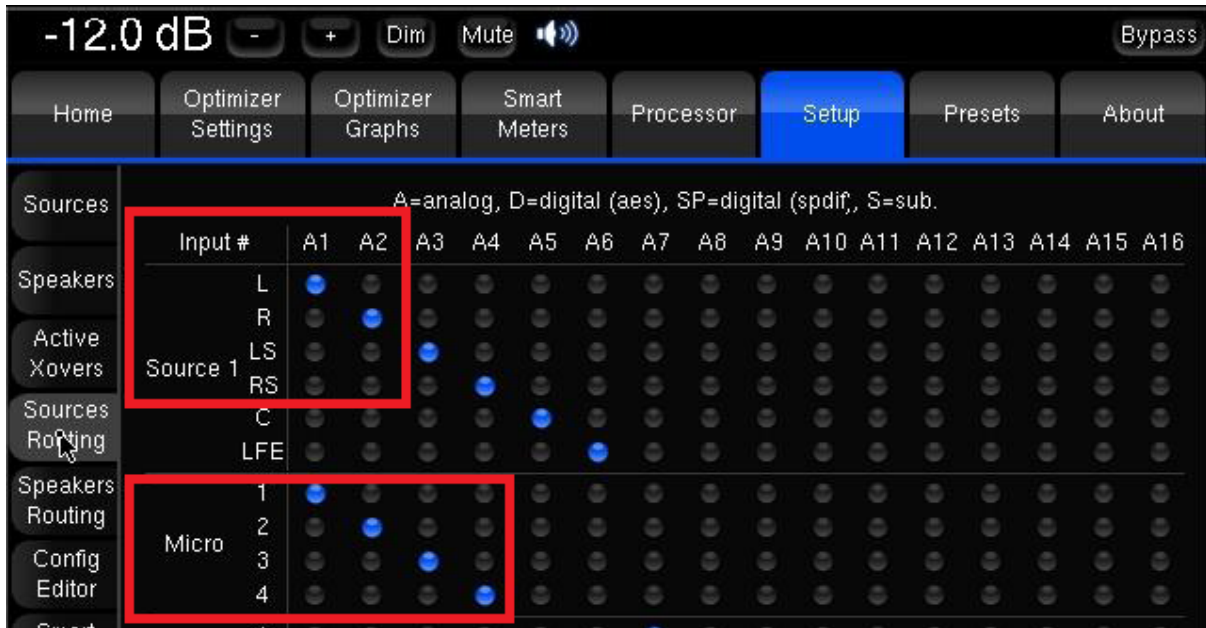 -12.0 dB - + Dim Mute Bypass
Home Optimizer Settings Optimizer Graphs Smart Meters Processor Setup Presets About
A=analog, D=digital (aes), SP=digital (spdif), S=sub.
Sources
Speakers
Active
Xovers
Sources
Routing
Speakers
Routing
Config
Editor
Input # A1 A2 A3 A4 A5 A6 A7 A8 A9 A10 A11 A12 A13 A14 A15 A16
Source 1
L
R
LS
RS
C
LFE
Micro
1
2
3
4